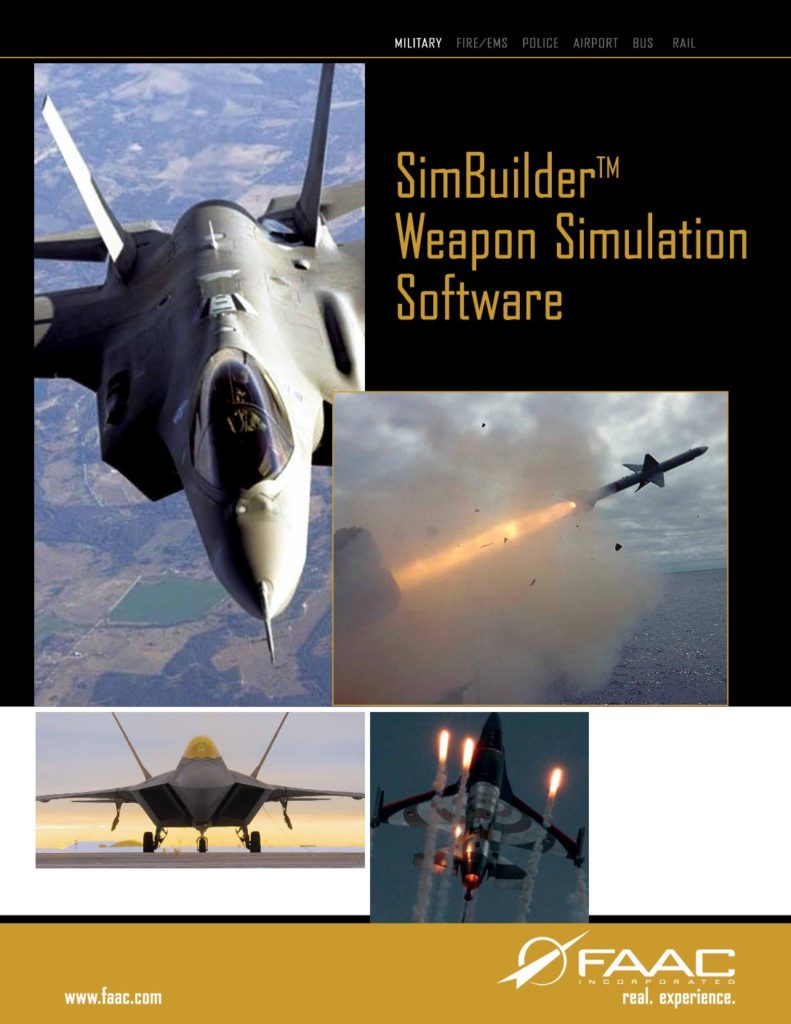 MILITARY FIRE/EMS POLICE AIRPORT BUS RAIL
SimBuilder™
Weapon Simulation
Software
FAAC
INCORPORATED
www.faac.com
real. experience.